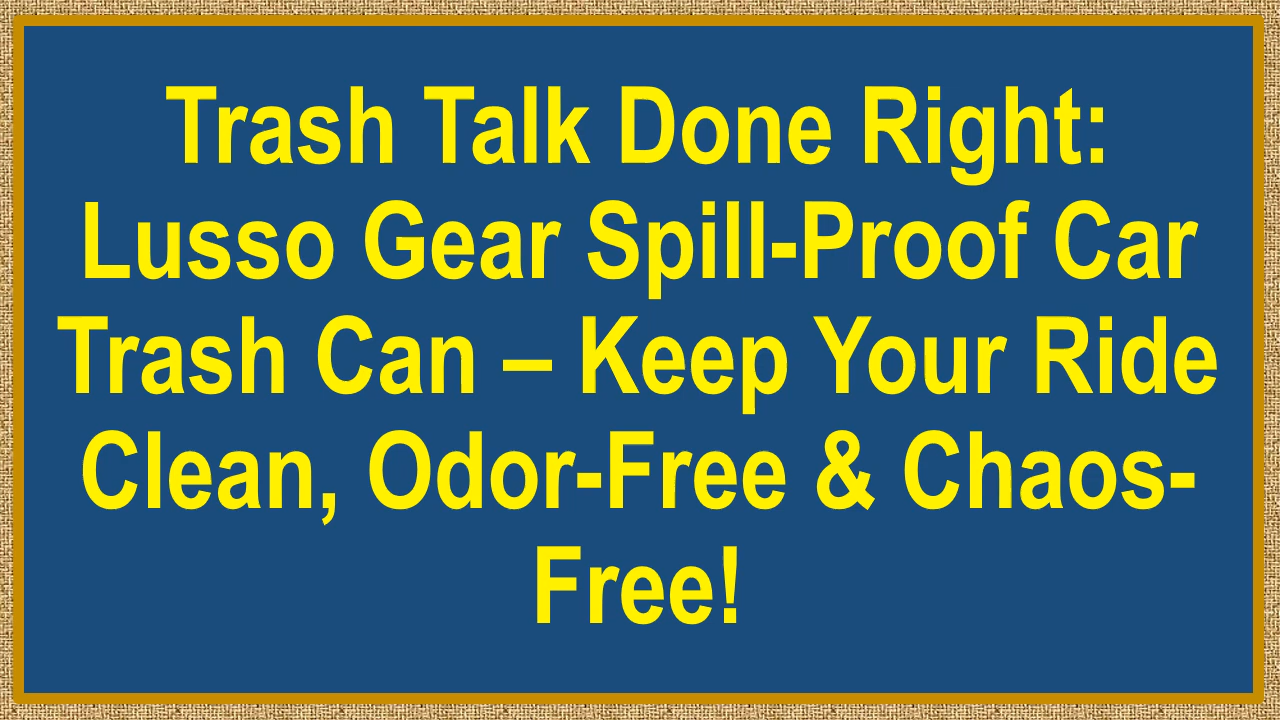 Trash Talk Done Right:
Lusso Gear Spill-Proof Car
Trash Can – Keep Your Ride
Clean, Odor-Free & Chaos-
Free!